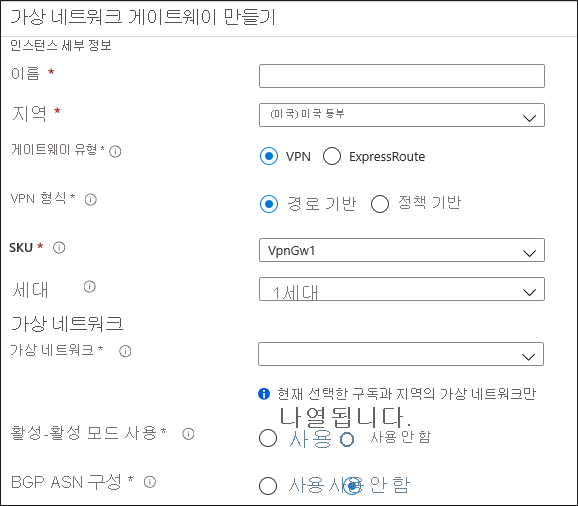 가상 네트워크 게이트웨이 만들기
인스턴스 세부 정보
이름 *
지역 * (미국) 미국 동부
게이트웨이 유형 * VPN ExpressRoute
VPN 형식 * 경로 기반 정책 기반
SKU * VpnGw1
세대 1세대
가상 네트워크
가상 네트워크 *
현재 선택한 구독과 지역의 가상 네트워크만
나열됩니다.
활성-활성 모드 사용 * 사용 사용 안 함
BGP ASN 구성 * 사용 사용 안 함